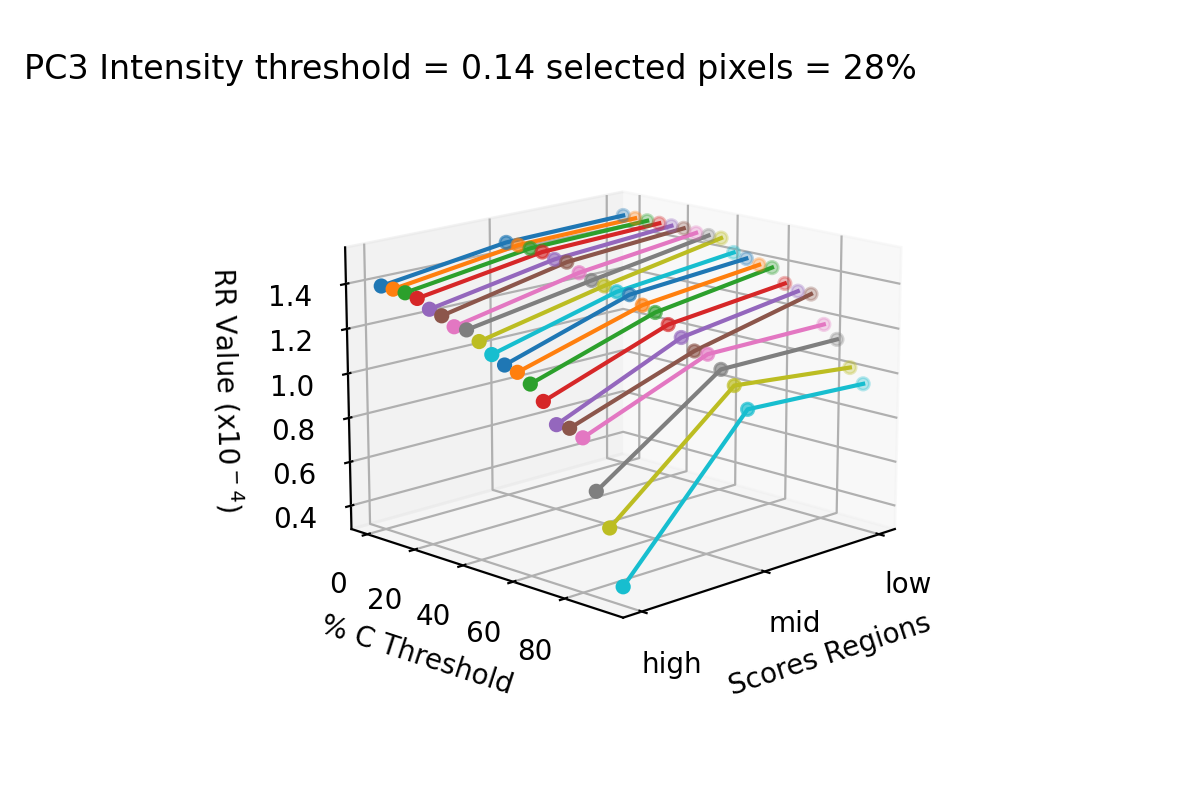 PC3 Intensity threshold = 0.14 selected pixels = 28%
RR Value (x10⁻⁴)
1.4
1.2
1.0
0.8
0.6
0.4
0
20
40
60
80
% C Threshold
high
mid
low
Scores Regions